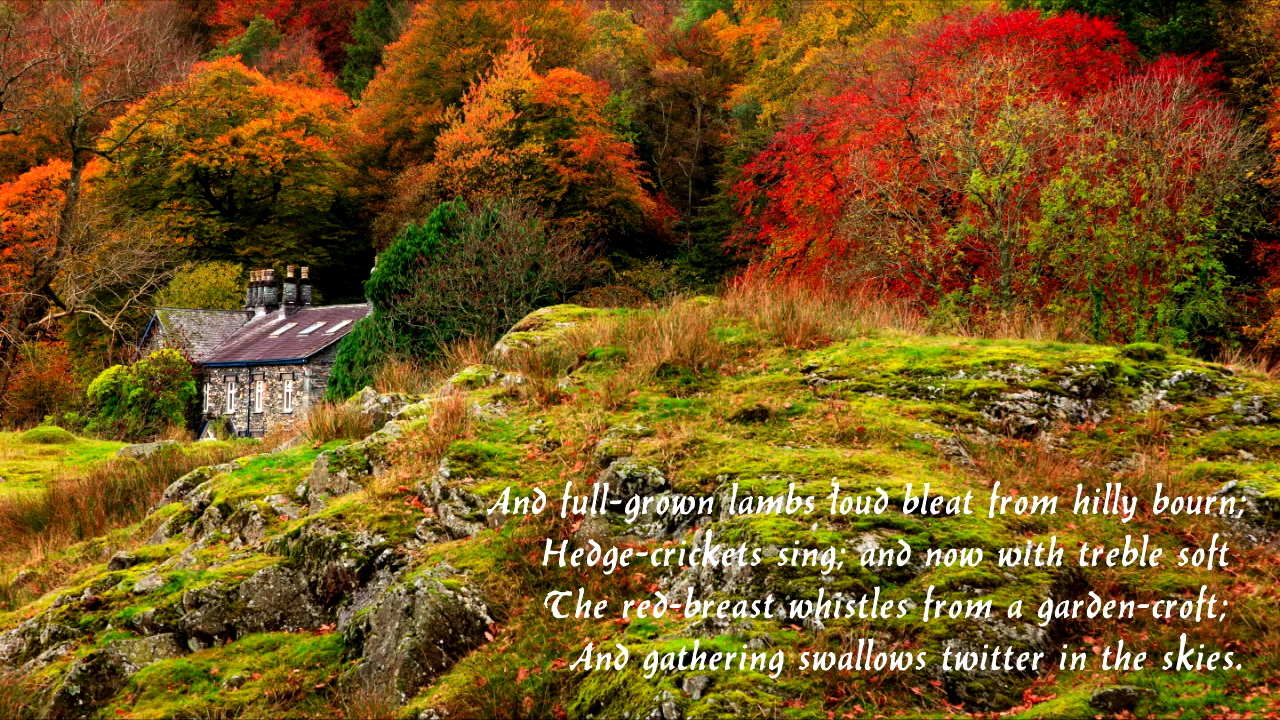 And full-grown lambs loud bleat from hilly bourn;
Hedge-crickets sing; and now with treble soft
The red-breast whistles from a garden-croft;
And gathering swallows twitter in the skies.